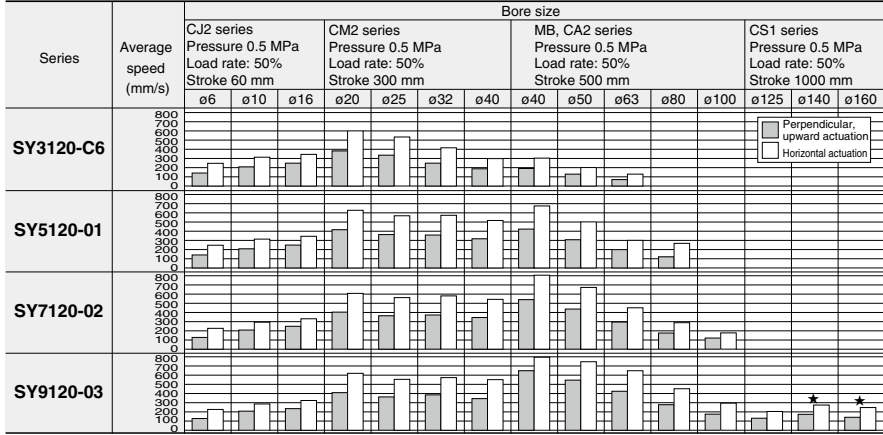 Bore size
Series
Average
speed
(mm/s)
CJ2 series
Pressure 0.5 MPa
Load rate: 50%
Stroke 60 mm
CM2 series
Pressure 0.5 MPa
Load rate: 50%
Stroke 300 mm
MB, CA2 series
Pressure 0.5 MPa
Load rate: 50%
Stroke 500 mm
CS1 series
Pressure 0.5 MPa
Load rate: 50%
Stroke 1000 mm
ø6 ø10 ø16 ø20 ø25 ø32 ø40 ø40 ø50 ø63 ø80 ø100 ø125 ø140 ø160
SY3120-C6
800
700
600
500
400
300
200
100
0
Perpendicular,
upward actuation
Horizontal actuation
SY5120-01
800
700
600
500
400
300
200
100
0
SY7120-02
800
700
600
500
400
300
200
100
0
SY9120-03
800
700
600
500
400
300
200
100
0
★ ★